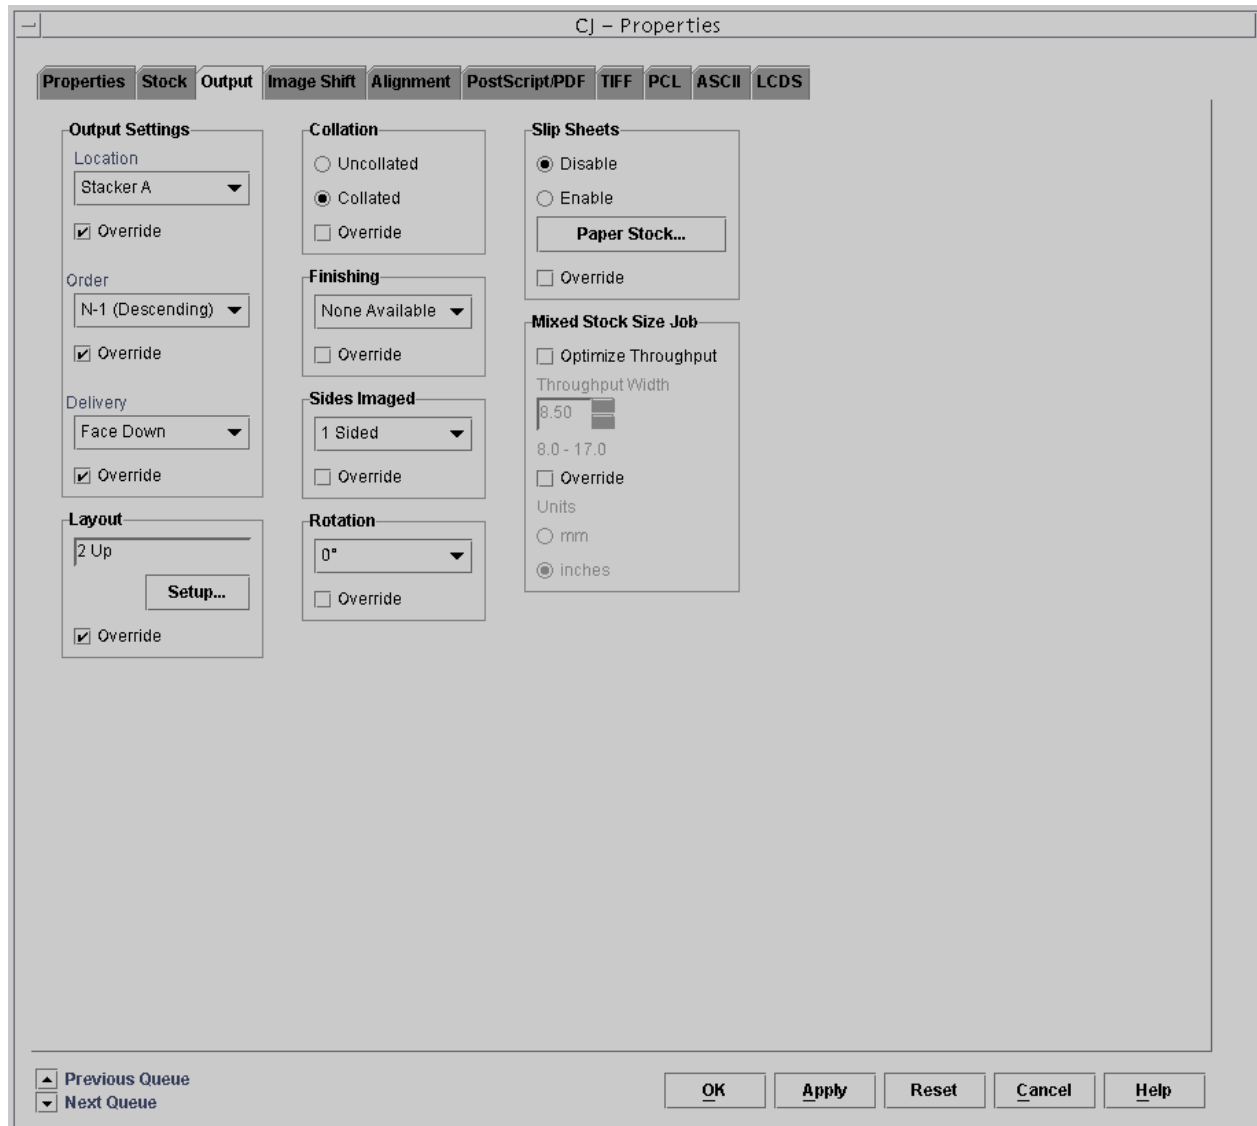 CJ – Properties
Properties Stock Output Image Shift Alignment PostScript/PDF TIFF PCL ASCII LCDS
Output Settings
Location
Stacker A
Override
Order
N-1 (Descending)
Override
Delivery
Face Down
Override
Layout
2 Up
Setup...
Override
Collation
Uncollated
Collated
Override
Finishing
None Available
Override
Sides Imaged
1 Sided
Override
Rotation
0°
Override
Slip Sheets
Disable
Enable
Paper Stock...
Override
Mixed Stock Size Job
Optimize Throughput
Throughput Width
8.50
8.0 - 17.0
Override
Units
mm
inches
Previous Queue
Next Queue
OK Apply Reset Cancel Help